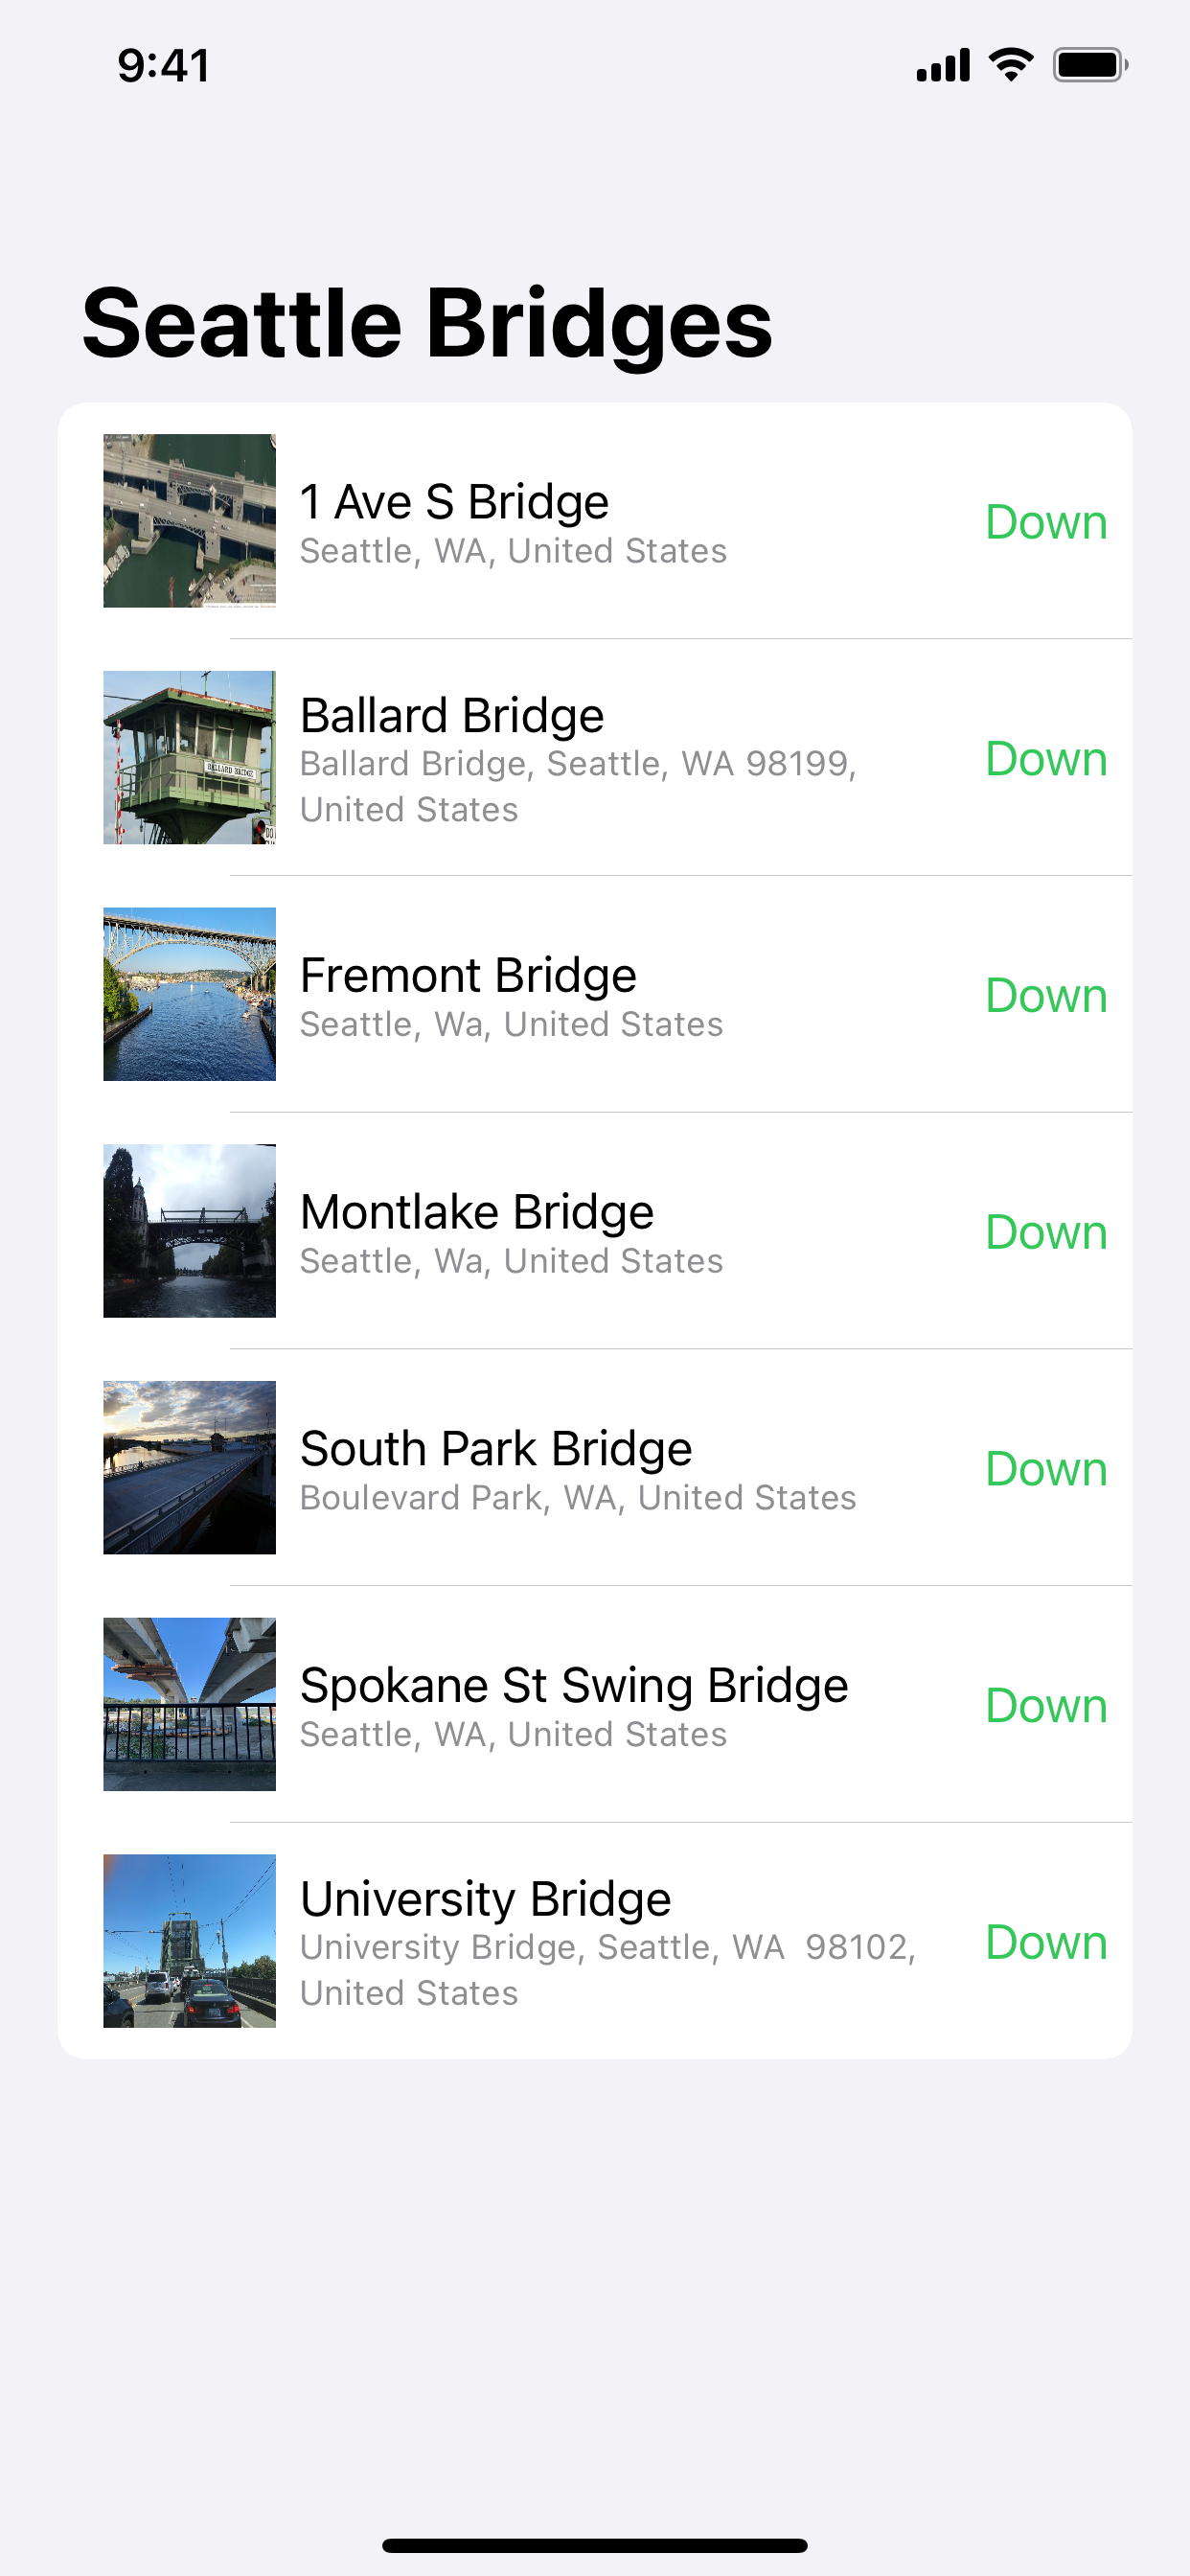 9:41
Seattle Bridges
1 Ave S Bridge
Seattle, WA, United States
Down
Ballard Bridge
Ballard Bridge, Seattle, WA 98199,
United States
Down
BALLARD BRIDGE
Fremont Bridge
Seattle, Wa, United States
Down
Montlake Bridge
Seattle, Wa, United States
Down
South Park Bridge
Boulevard Park, WA, United States
Down
Spokane St Swing Bridge
Seattle, WA, United States
Down
University Bridge
University Bridge, Seattle, WA  98102,
United States
Down